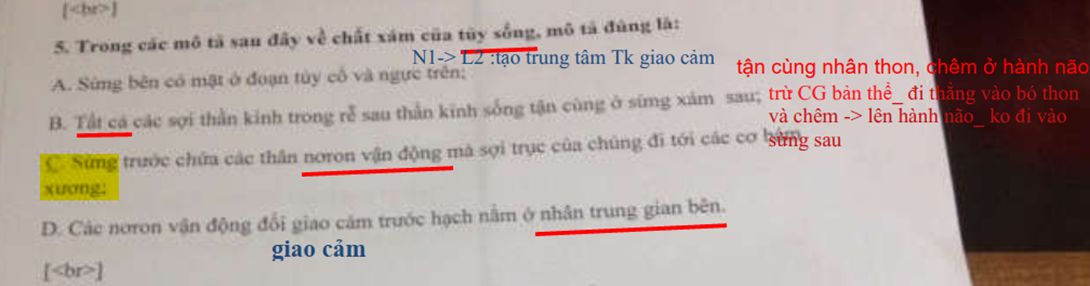 [<br>]
5. Trong các mô tả sau đây về chất xám của tủy sống, mô tả đúng là:
N1-> L2 :tạo trung tâm Tk giao cảm
A. Sừng bên có mặt ở đoạn tủy cổ và ngực trên;
tận cùng nhân thon, chêm ở hành não
B. Tất cả các sợi thần kinh trong rễ sau thần kinh sống tận cùng ở sừng xám sau;
trừ CG bản thể_ đi thẳng vào bó thon
và chêm -> lên hành não_ ko đi vào
sừng sau
C. Sừng trước chứa các thân nơron vận động mà sợi trục của chúng đi tới các cơ bám
xương;
D. Các nơron vận động đối giao cảm trước hạch nằm ở nhân trung gian bên.
giao cảm
[<br>]